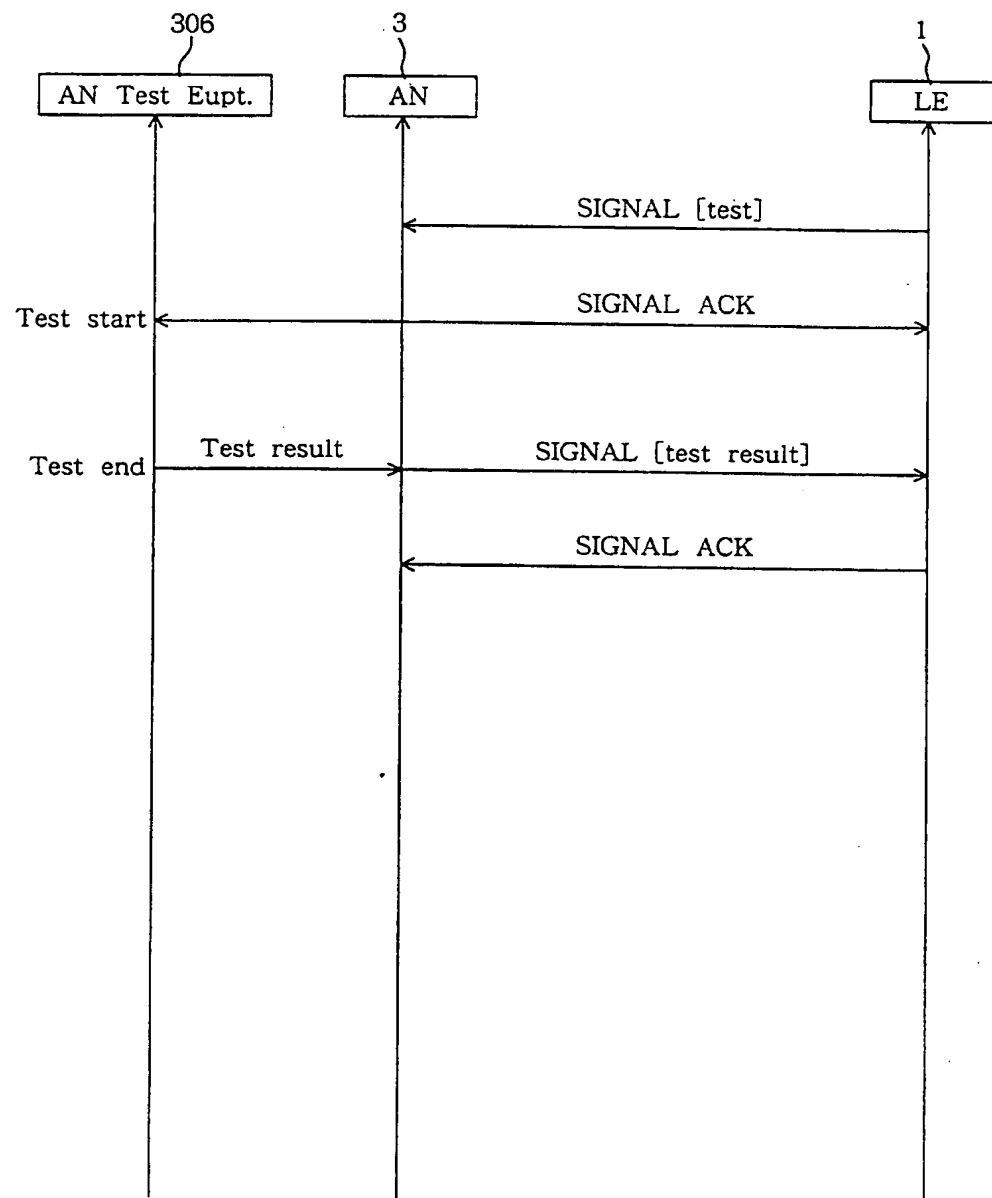 306
3
1
AN Test Eupt.
AN
LE
SIGNAL [test]
SIGNAL ACK
Test start
Test result
SIGNAL [test result]
Test end
SIGNAL ACK